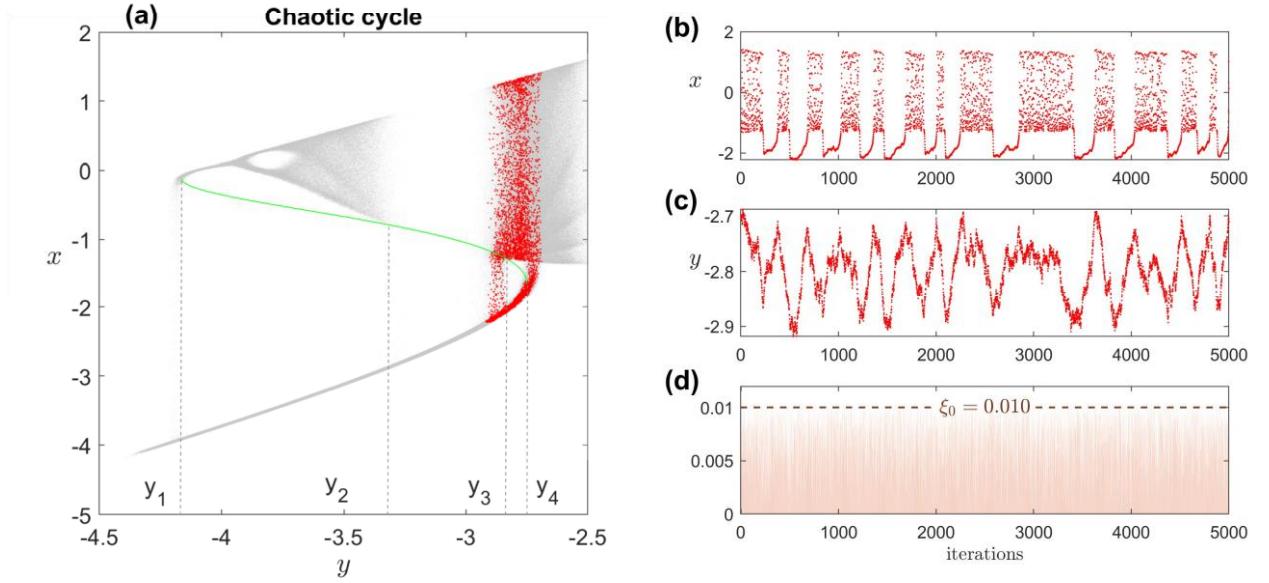 (a) Chaotic cycle
2
1
0
-1
-2
-3
-4
-5
x
y1 y2 y3 y4
-4.5 -4 -3.5 -3 -2.5
y
(b)
2
0
-2
x
0 1000 2000 3000 4000 5000
(c)
-2.7
-2.8
-2.9
y
0 1000 2000 3000 4000 5000
(d)
0.01
0.005
0
ξ0 = 0.010
0 1000 2000 3000 4000 5000
iterations